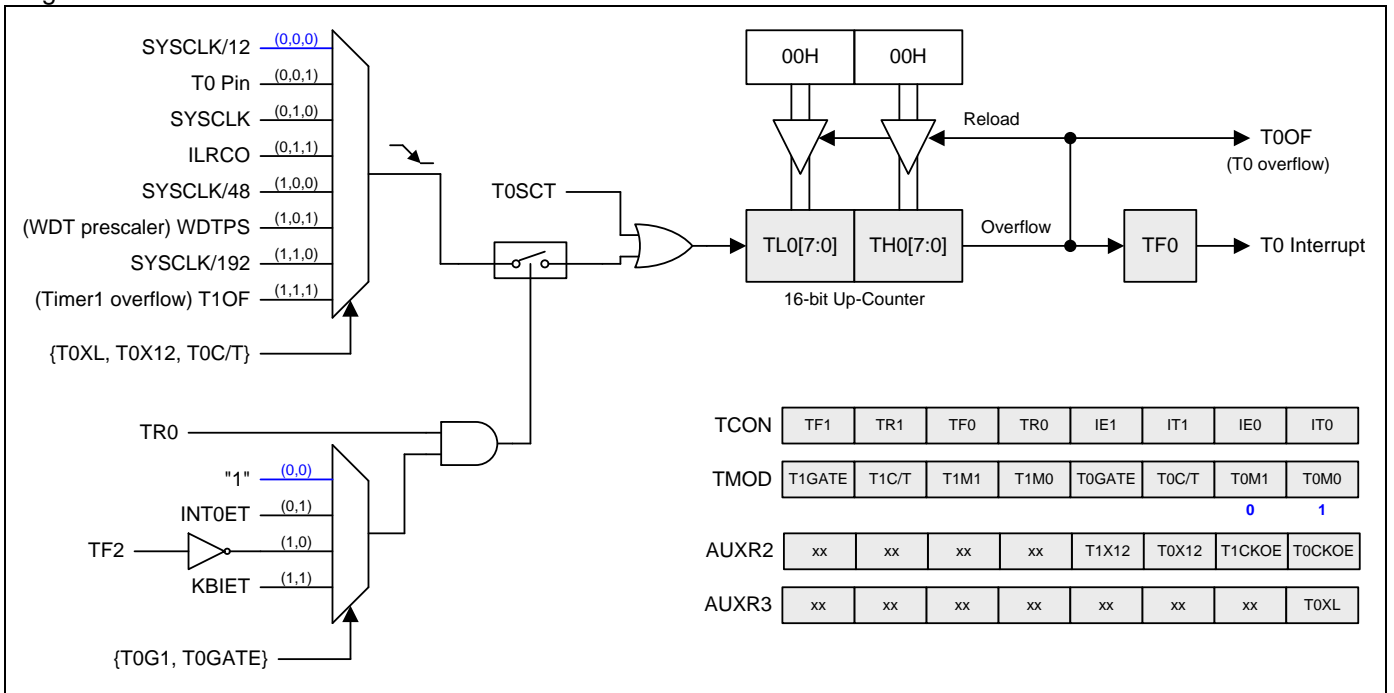 SYSCLK/12 (0,0,0)
T0 Pin (0,0,1)
SYSCLK (0,1,0)
ILRCO (0,1,1)
SYSCLK/48 (1,0,0)
(WDT prescaler) WDTPS (1,0,1)
SYSCLK/192 (1,1,0)
(Timer1 overflow) T1OF (1,1,1)
{T0XL, T0X12, T0C/T}
TR0
"1" (0,0)
INT0ET (0,1)
TF2 (1,0)
KBIET (1,1)
{T0G1, T0GATE}
T0SCT
00H 00H
Reload
T0OF
(T0 overflow)
TL0[7:0] TH0[7:0]
Overflow
TF0
T0 Interrupt
16-bit Up-Counter
TCON TF1 TR1 TF0 TR0 IE1 IT1 IE0 IT0
TMOD T1GATE T1C/T T1M1 T1M0 T0GATE T0C/T T0M1 T0M0
0 1
AUXR2 xx xx xx xx T1X12 T0X12 T1CKOE T0CKOE
AUXR3 xx xx xx xx xx xx xx T0XL